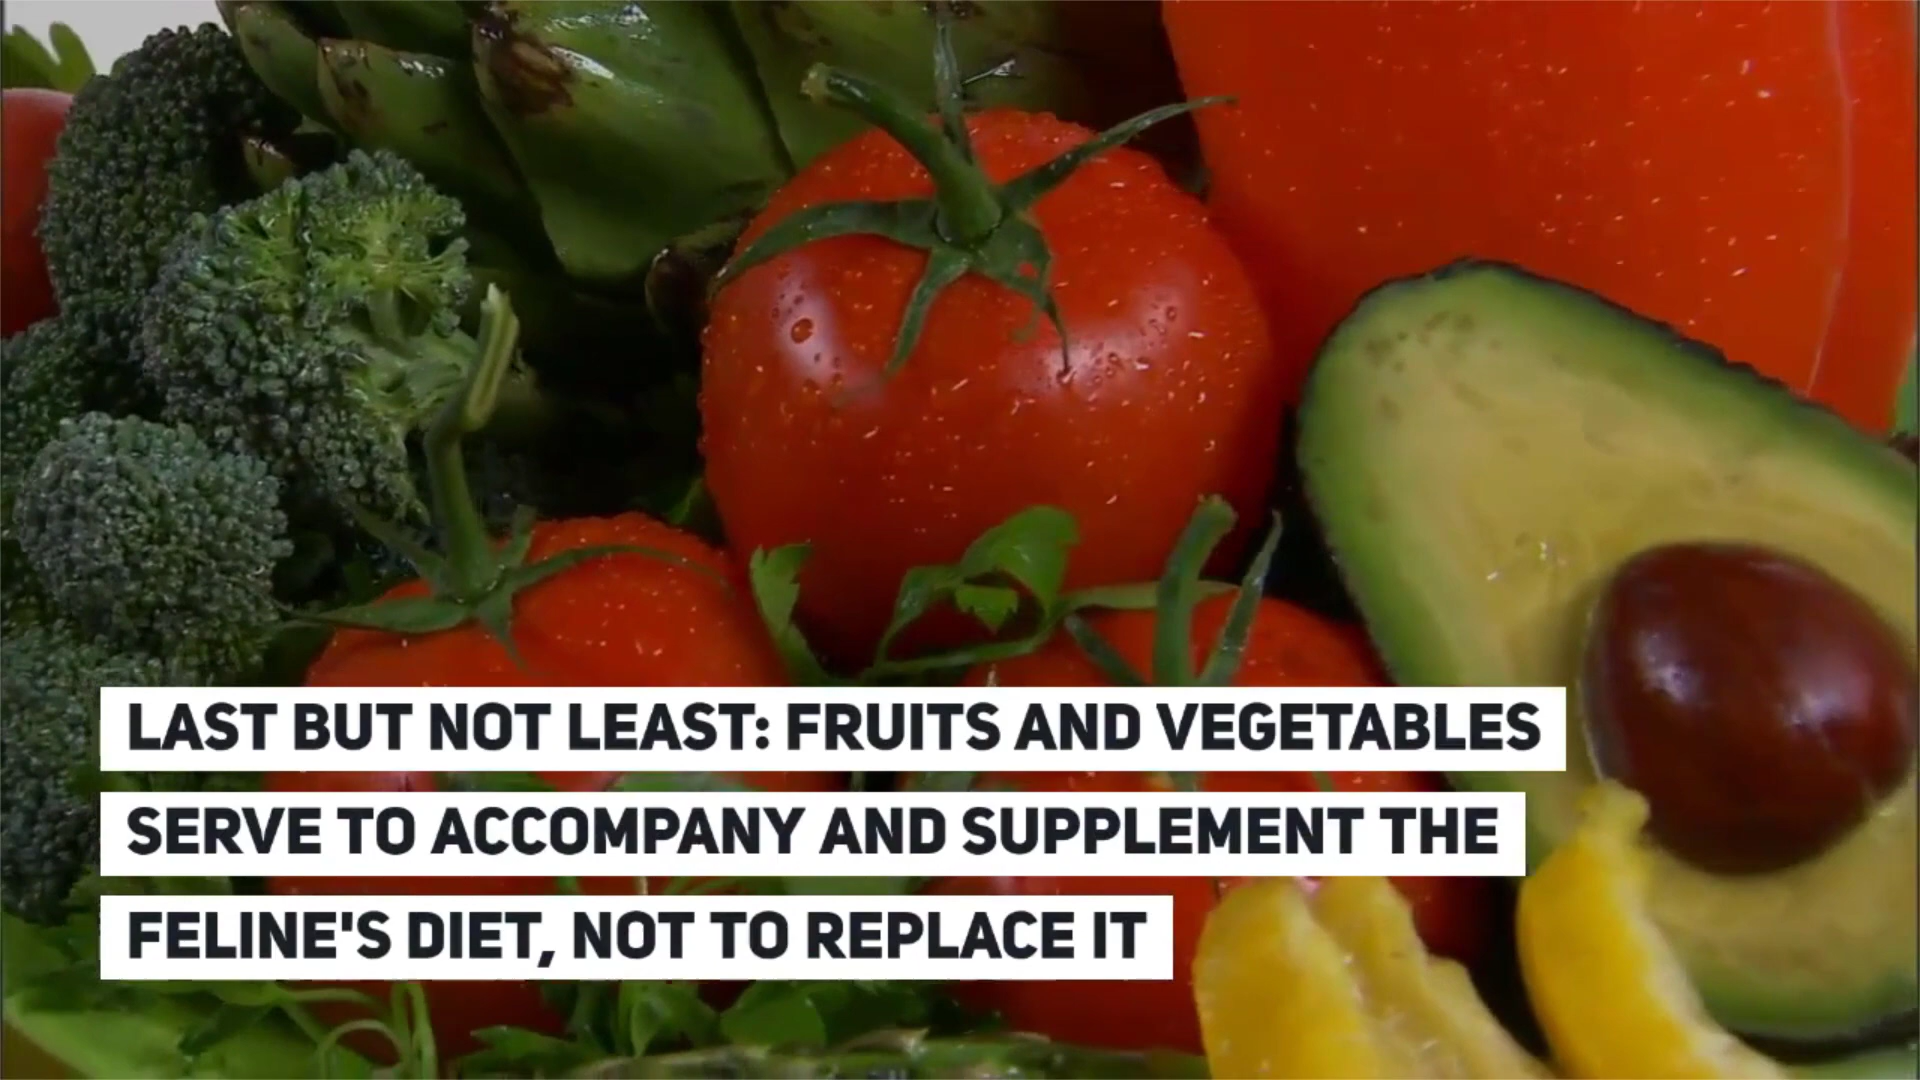 LAST BUT NOT LEAST: FRUITS AND VEGETABLES
SERVE TO ACCOMPANY AND SUPPLEMENT THE
FELINE'S DIET, NOT TO REPLACE IT